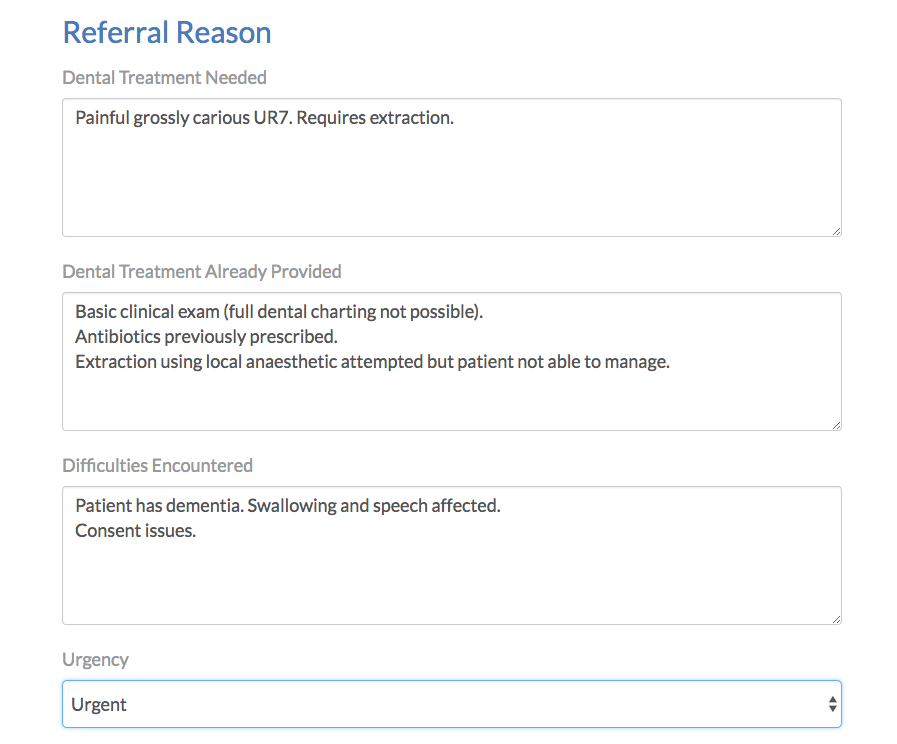 Referral Reason
Dental Treatment Needed
Painful grossly carious UR7. Requires extraction.
Dental Treatment Already Provided
Basic clinical exam (full dental charting not possible).
Antibiotics previously prescribed.
Extraction using local anaesthetic attempted but patient not able to manage.
Difficulties Encountered
Patient has dementia. Swallowing and speech affected.
Consent issues.
Urgency
Urgent